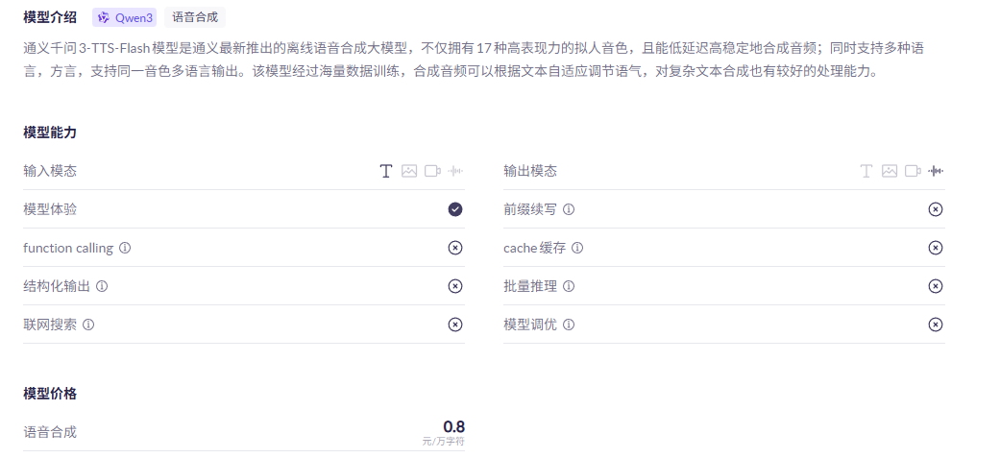 模型介绍 Qwen3 语音合成
通义千问3-TTS-Flash模型是通义最新推出的离线语音合成大模型，不仅拥有17种高表现力的拟人音色，且能低延迟高稳定地合成音频；同时支持多种语
言，方言，支持同一音色多语言输出。该模型经过海量数据训练，合成音频可以根据文本自适应调节语气，对复杂文本合成也有较好的处理能力。
模型能力
输入模态
输出模态
模型体验
前缀续写
function calling
cache缓存
结构化输出
批量推理
联网搜索
模型调优
模型价格
语音合成
0.8
元/万字符